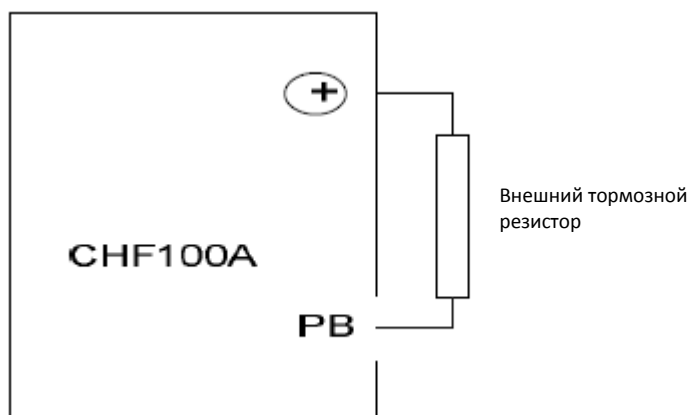 +
Внешний тормозной
резистор
CHF100A
PB